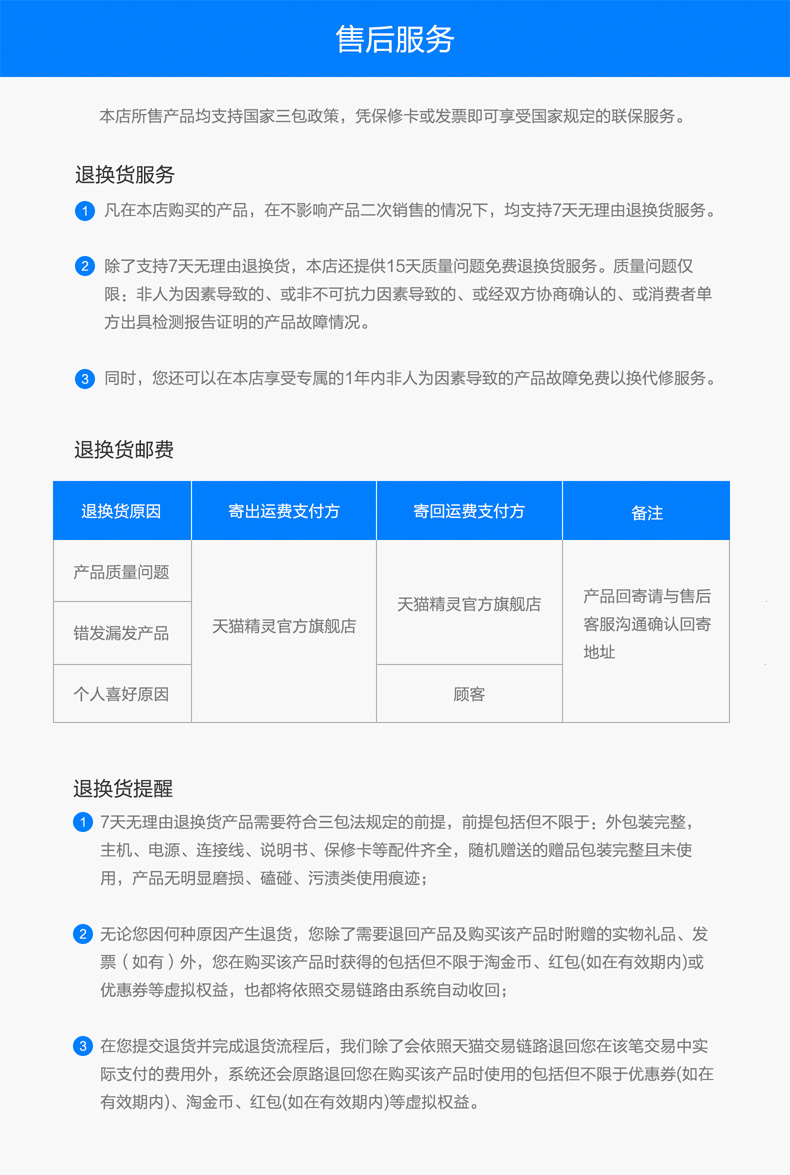 售后服务
本店所售产品均支持国家三包政策，凭保修卡或发票即可享受国家规定的联保服务。
退换货服务
1 凡在本店购买的产品，在不影响产品二次销售的情况下，均支持7天无理由退换货服务。
2 除了支持7天无理由退换货，本店还提供15天质量问题免费退换货服务。质量问题仅
限：非人为因素导致的、或非不可抗力因素导致的、或经双方协商确认的、或消费者单
方出具检测报告证明的产品故障情况。
3 同时，您还可以在本店享受专属的1年内非人为因素导致的产品故障免费以换代修服务。
退换货邮费
退换货原因 寄出运费支付方 寄回运费支付方 备注
产品质量问题
错发漏发产品
个人喜好原因
天猫精灵官方旗舰店
天猫精灵官方旗舰店
顾客
产品回寄请与售后
客服沟通确认回寄
地址
退换货提醒
1 7天无理由退换货产品需要符合三包法规定的前提，前提包括但不限于：外包装完整，
主机、电源、连接线、说明书、保修卡等配件齐全，随机赠送的赠品包装完整且未使
用，产品无明显磨损、磕碰、污渍类使用痕迹；
2 无论您因何种原因产生退货，您除了需要退回产品及购买该产品时附赠的实物礼品、发
票（如有）外，您在购买该产品时获得的包括但不限于淘金币、红包(如在有效期内)或
优惠券等虚拟权益，也都将依照交易链路由系统自动收回；
3 在您提交退货并完成退货流程后，我们除了会依照天猫交易链路退回您在该笔交易中实
际支付的费用外，系统还会原路退回您在购买该产品时使用的包括但不限于优惠券(如在
有效期内)、淘金币、红包(如在有效期内)等虚拟权益。